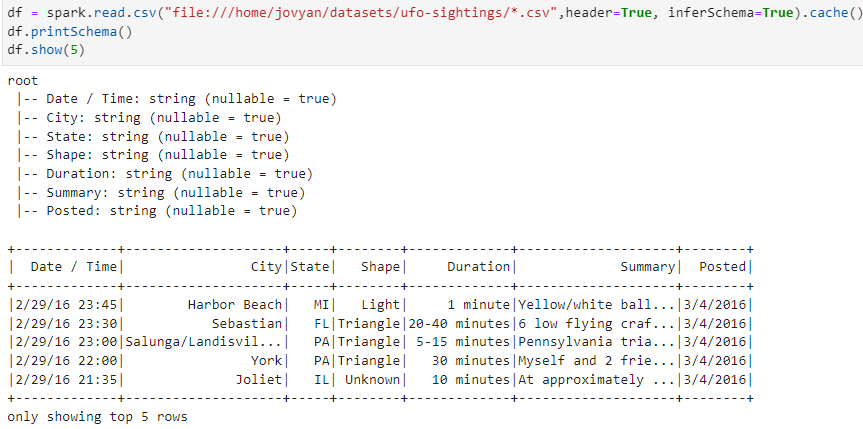 df = spark.read.csv("file:///home/jovyan/datasets/ufo-sightings/*.csv",header=True, inferSchema=True).cache()
df.printSchema()
df.show(5)
root
 |-- Date / Time: string (nullable = true)
 |-- City: string (nullable = true)
 |-- State: string (nullable = true)
 |-- Shape: string (nullable = true)
 |-- Duration: string (nullable = true)
 |-- Summary: string (nullable = true)
 |-- Posted: string (nullable = true)

+-------------+--------------------+-----+--------+-------------+--------------------+--------+
|  Date / Time|                City|State|   Shape|     Duration|             Summary|  Posted|
+-------------+--------------------+-----+--------+-------------+--------------------+--------+
|2/29/16 23:45|        Harbor Beach|   MI|   Light|     1 minute|Yellow/white ball...|3/4/2016|
|2/29/16 23:30|           Sebastian|   FL|Triangle|20-40 minutes|6 low flying craf...|3/4/2016|
|2/29/16 23:00|Salunga/Landisvil...|   PA|Triangle| 5-15 minutes|Pennsylvania tria...|3/4/2016|
|2/29/16 22:00|                York|   PA|Triangle|   30 minutes|Myself and 2 frie...|3/4/2016|
|2/29/16 21:35|              Joliet|   IL| Unknown|   10 minutes|At approximately ...|3/4/2016|
+-------------+--------------------+-----+--------+-------------+--------------------+--------+
only showing top 5 rows